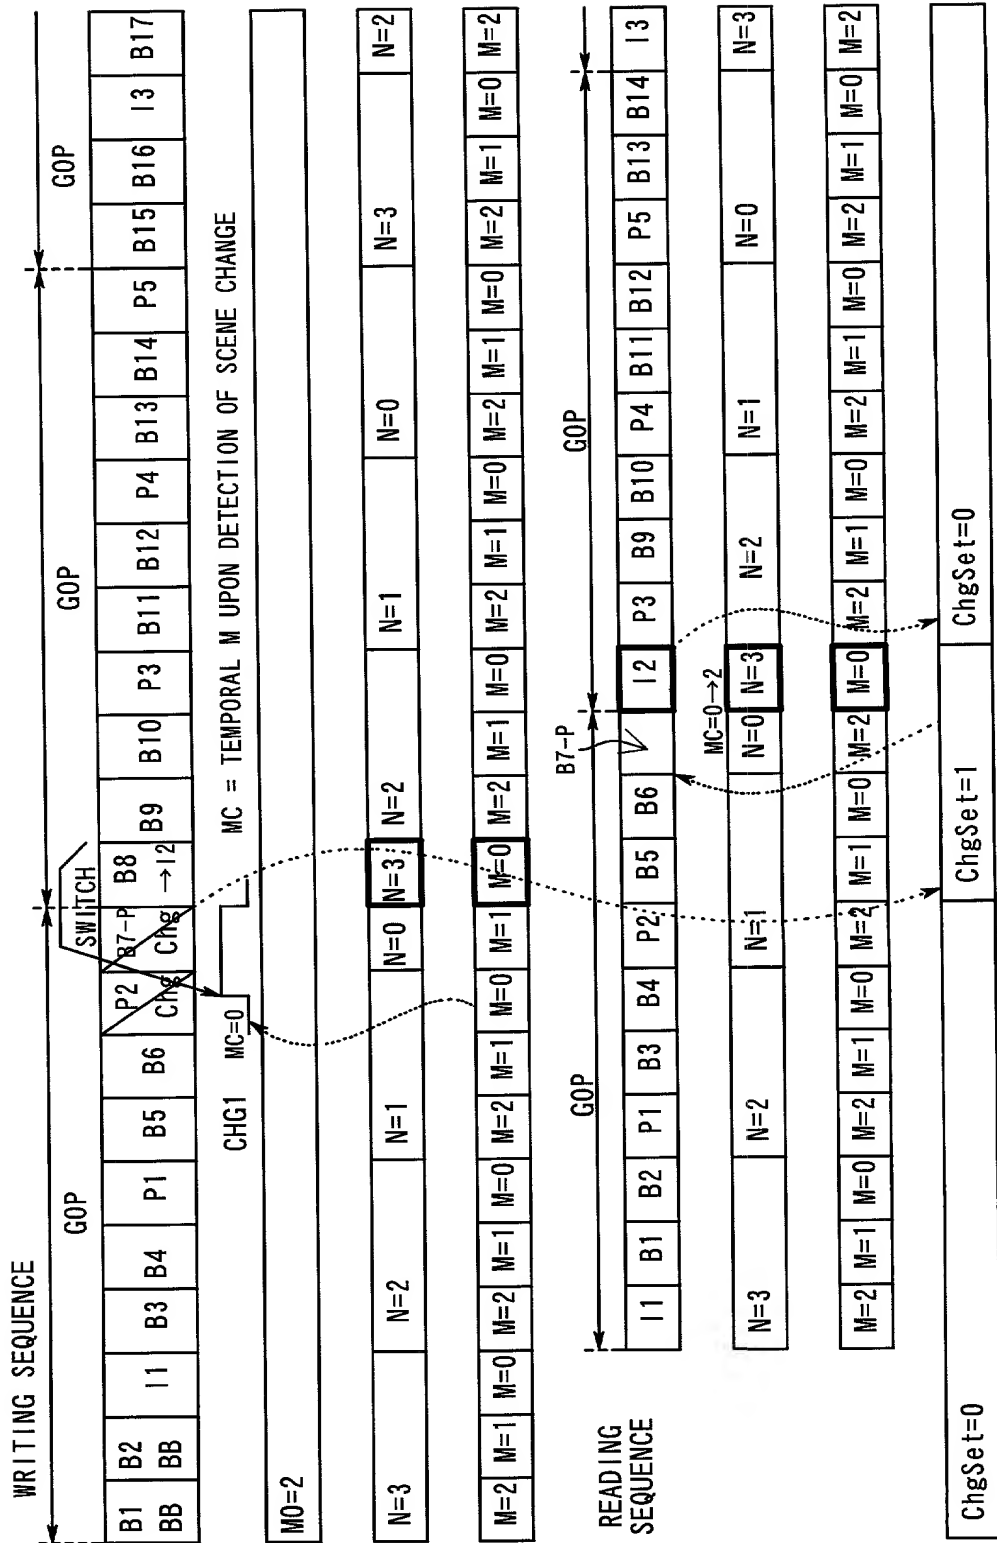 WRITING SEQUENCE
GOP GOP GOP
SWITCH
B1 B2 I1 B3 B4 P1 B5 B6 P2 B7-P B8 B9 B10 P3 B11 B12 P4 B13 B14 P5 B15 B16 I3 B17
BB BB Chg Chg →I2
CHG1 MC=0 MC = TEMPORAL M UPON DETECTION OF SCENE CHANGE
M0=2
N=3 N=2 N=1 N=0 N=3 N=2 N=1 N=0 N=3 N=2
M=2 M=1 M=0 M=2 M=1 M=0 M=2 M=1 M=0 M=1 M=0 M=2 M=1 M=0 M=2 M=1 M=0 M=2 M=1 M=0 M=2 M=1 M=0 M=2
READING
SEQUENCE
GOP GOP
B7-P
I1 B1 B2 P1 B3 B4 P2 B5 B6 I2 P3 B9 B10 P4 B11 B12 P5 B13 B14 I3
MC=0→2
N=3 N=2 N=1 N=0 N=3 N=2 N=1 N=0 N=3
M=2 M=1 M=0 M=2 M=1 M=0 M=2 M=1 M=0 M=2 M=0 M=2 M=1 M=0 M=2 M=1 M=0 M=2 M=1 M=0 M=2
ChgSet=0 ChgSet=1 ChgSet=0